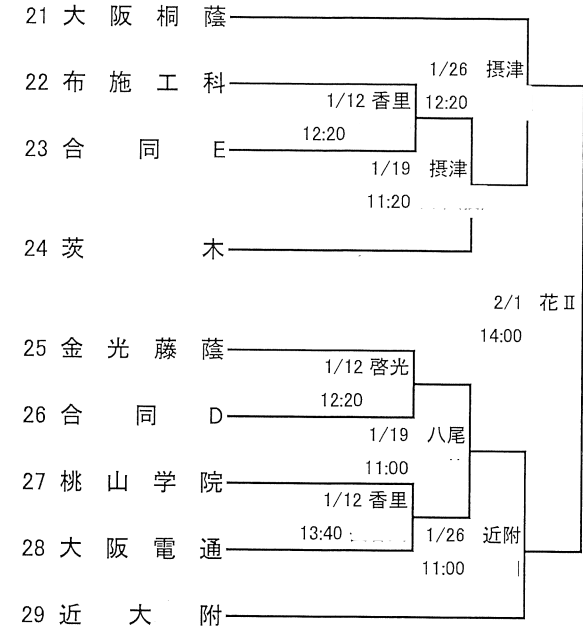 21 大阪桐蔭
1/26 摂津
22 布施工科
1/12 香里
12:20
12:20
23 合同E
1/19 摂津
11:20
24 茨木
2/1 花Ⅱ
14:00
25 金光藤蔭
1/12 啓光
12:20
26 合同D
1/19 八尾
11:00
27 桃山学院
1/12 香里
13:40
1/26 近附
28 大阪電通
11:00
29 近大附